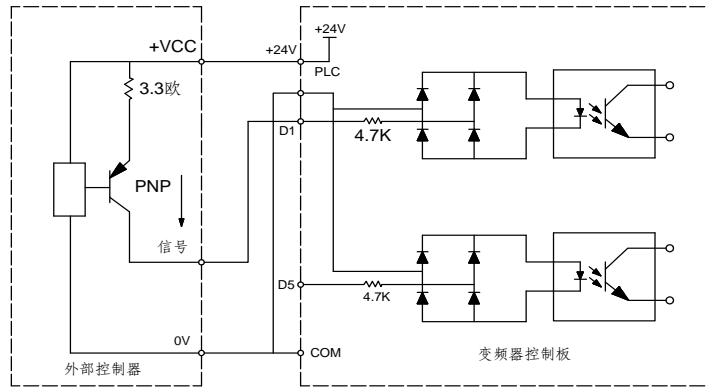 +24V
+VCC
+24V
PLC
3.3欧
D1
4.7K
PNP
信号
D5
4.7K
0V
COM
外部控制器
变频器控制板